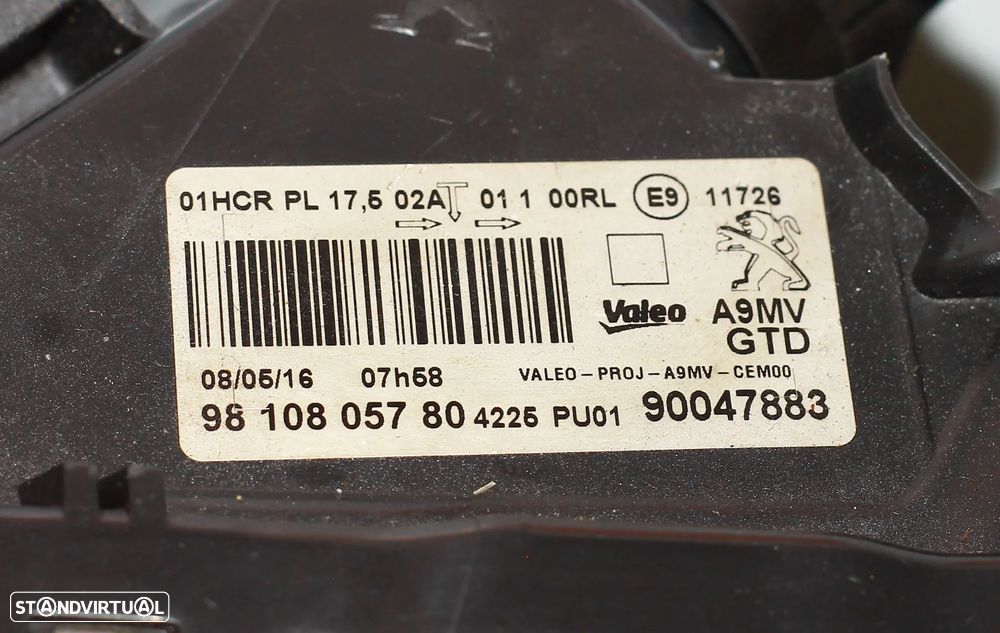 01HCR PL 17,5 02A 01 1 00RL E9 11726
Valeo
A9MV
GTD
08/05/16 07h58 VALEO-PROJ-A9MV-CEM00
98 108 057 80 4225 PU01 90047883
STANDVIRTUAL